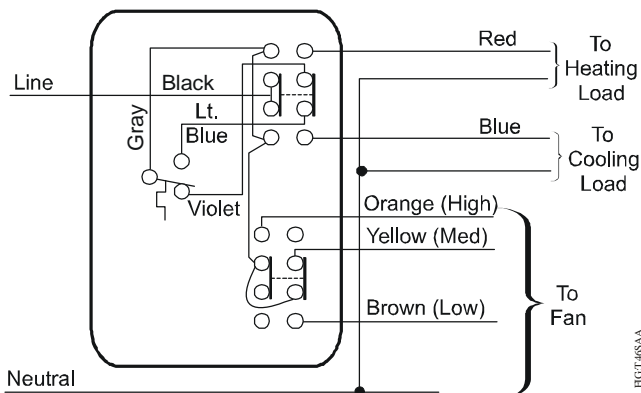 Red
To
Heating
Load
Line
Black
Gray
Lt.
Blue
Blue
To
Cooling
Load
Violet
Orange (High)
Yellow (Med)
To
Fan
Brown (Low)
Neutral